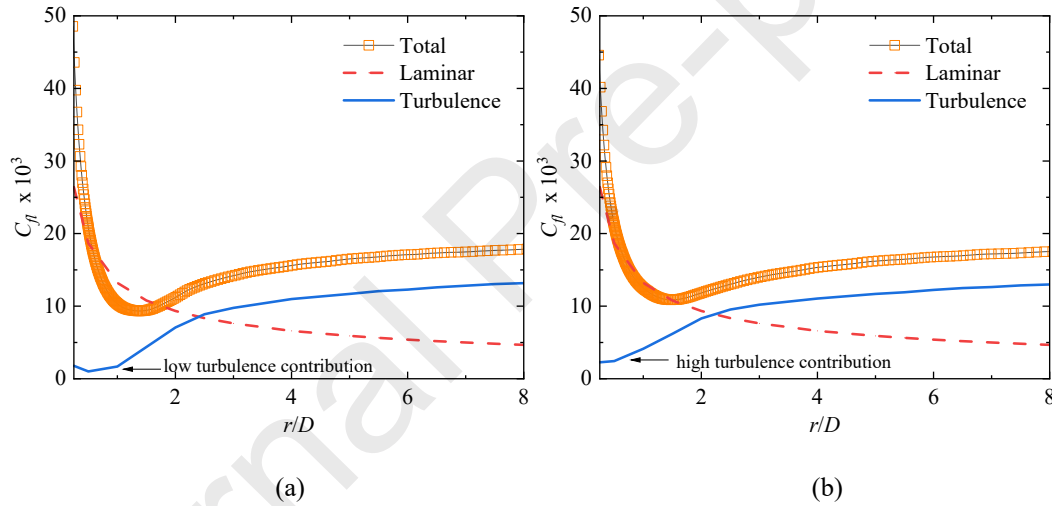 50
40
30
20
10
0
C_fl x 10^3
Total
Laminar
Turbulence
low turbulence contribution
2
4
6
8
r/D
(a)
50
40
30
20
10
0
C_fl x 10^3
Total
Laminar
Turbulence
high turbulence contribution
2
4
6
8
r/D
(b)
rnal Pre-p